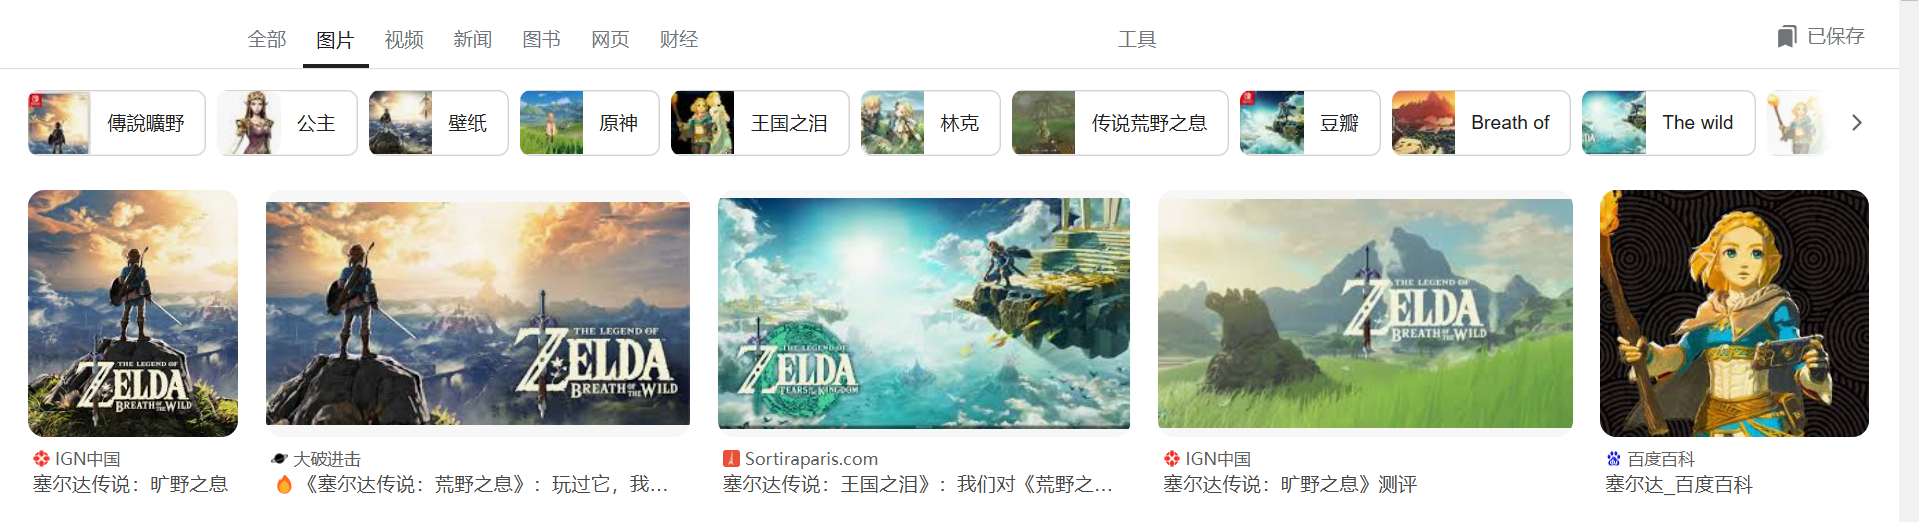 全部
图片
视频
新闻
图书
网页
财经
工具
已保存
傳說曠野
公主
壁纸
原神
王国之泪
林克
传说荒野之息
豆瓣
Breath of
The wild
THE LEGEND OF
ZELDA
BREATH OF THE WILD
THE LEGEND OF
ZELDA
BREATH OF THE WILD
THE LEGEND OF
ZELDA
TEARS OF THE KINGDOM
THE LEGEND OF
ZELDA
BREATH OF THE WILD
IGN中国
塞尔达传说：旷野之息
大破进击
《塞尔达传说：荒野之息》：玩过它，我...
Sortiraparis.com
塞尔达传说：王国之泪》：我们对《荒野之...
IGN中国
塞尔达传说：旷野之息》测评
百度百科
塞尔达_百度百科